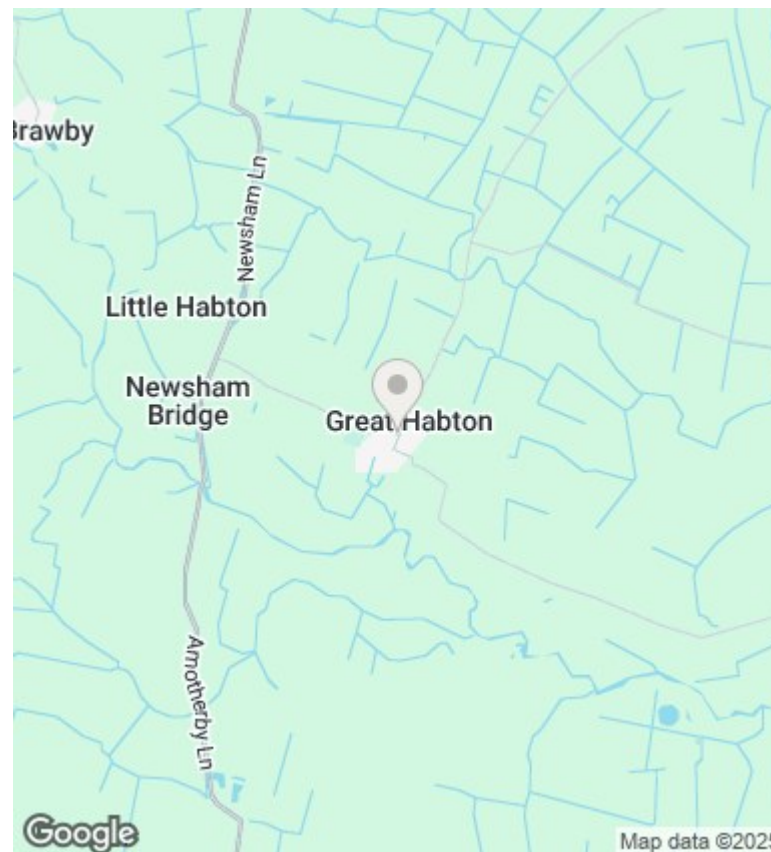 Brawby
Newsham Ln
Little Habton
Newsham
Bridge
Great Habton
Amotherby Ln
Google
Map data ©2025